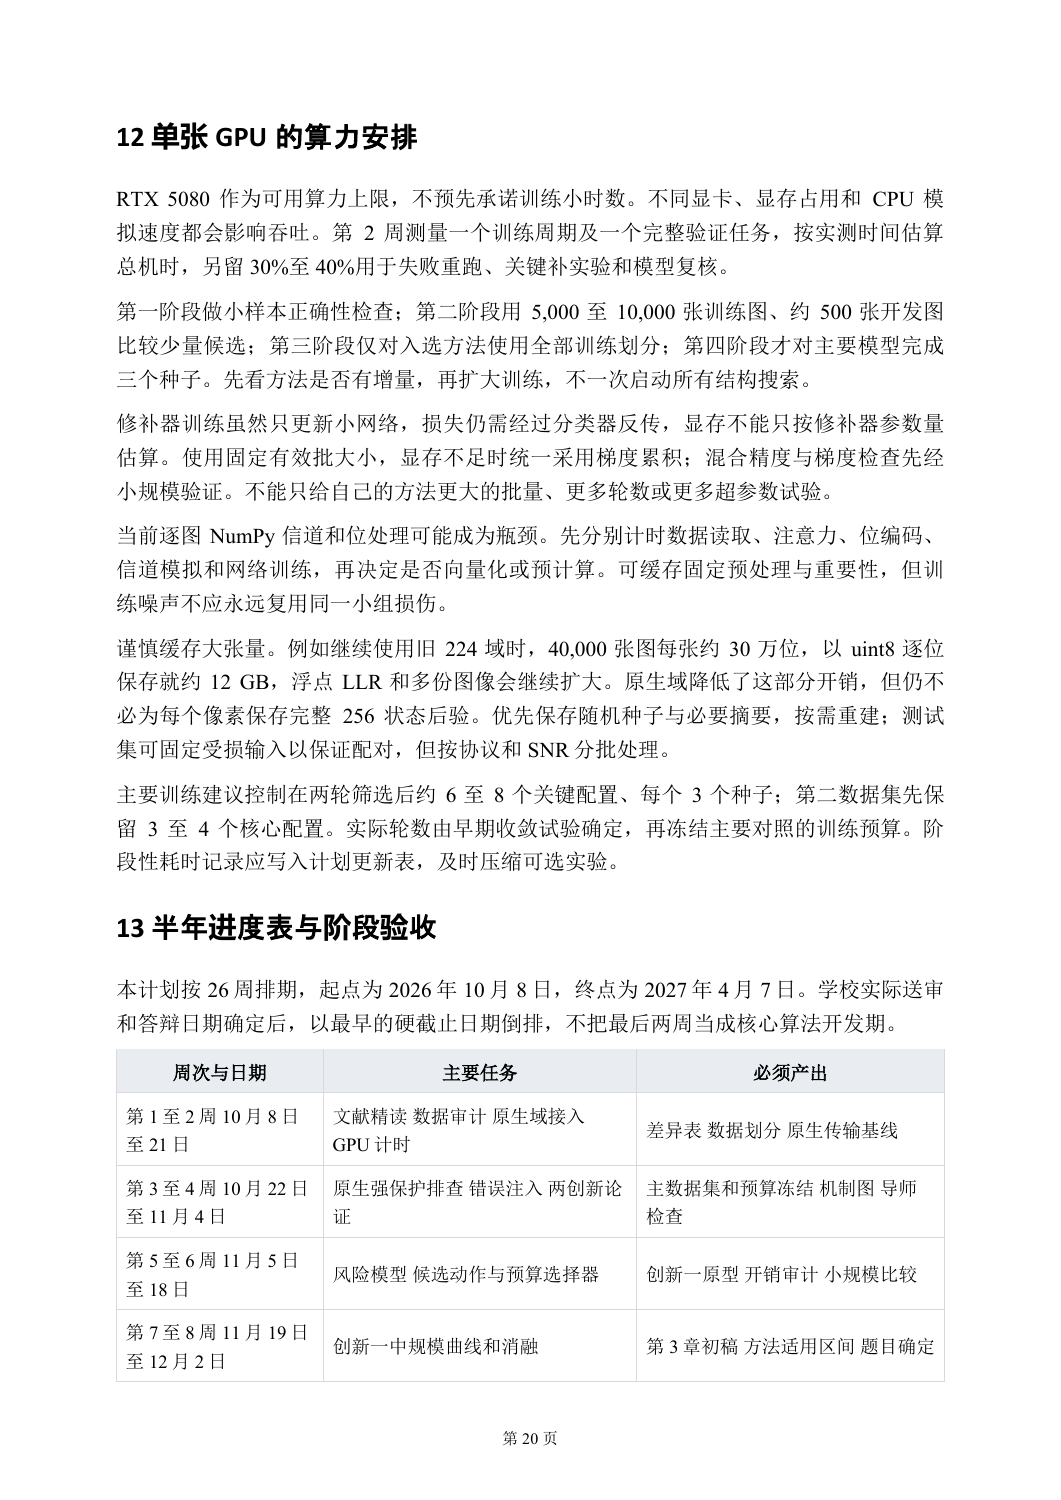 12 单张 GPU 的算力安排
RTX 5080 作为可用算力上限，不预先承诺训练小时数。不同显卡、显存占用和 CPU 模
拟速度都会影响吞吐。第 2 周测量一个训练周期及一个完整验证任务，按实测时间估算
总机时，另留 30%至 40%用于失败重跑、关键补实验和模型复核。
第一阶段做小样本正确性检查；第二阶段用 5,000 至 10,000 张训练图、约 500 张开发图
比较少量候选；第三阶段仅对入选方法使用全部训练划分；第四阶段才对主要模型完成
三个种子。先看方法是否有增量，再扩大训练，不一次启动所有结构搜索。
修补器训练虽然只更新小网络，损失仍需经过分类器反传，显存不能只按修补器参数量
估算。使用固定有效批大小，显存不足时统一采用梯度累积；混合精度与梯度检查先经
小规模验证。不能只给自己的方法更大的批量、更多轮数或更多超参数试验。
当前逐图 NumPy 信道和位处理可能成为瓶颈。先分别计时数据读取、注意力、位编码、
信道模拟和网络训练，再决定是否向量化或预计算。可缓存固定预处理与重要性，但训
练噪声不应永远复用同一小组损伤。
谨慎缓存大张量。例如继续使用旧 224 域时，40,000 张图每张约 30 万位，以 uint8 逐位
保存就约 12 GB，浮点 LLR 和多份图像会继续扩大。原生域降低了这部分开销，但仍不
必为每个像素保存完整 256 状态后验。优先保存随机种子与必要摘要，按需重建；测试
集可固定受损输入以保证配对，但按协议和 SNR 分批处理。
主要训练建议控制在两轮筛选后约 6 至 8 个关键配置、每个 3 个种子；第二数据集先保
留 3 至 4 个核心配置。实际轮数由早期收敛试验确定，再冻结主要对照的训练预算。阶
段性耗时记录应写入计划更新表，及时压缩可选实验。
13 半年进度表与阶段验收
本计划按 26 周排期，起点为 2026 年 10 月 8 日，终点为 2027 年 4 月 7 日。学校实际送审
和答辩日期确定后，以最早的硬截止日期倒排，不把最后两周当成核心算法开发期。
周次与日期 主要任务 必须产出
第 1 至 2 周 10 月 8 日
至 21 日
文献精读 数据审计 原生域接入
GPU 计时
差异表 数据划分 原生传输基线
第 3 至 4 周 10 月 22 日
至 11 月 4 日
原生强保护排查 错误注入 两创新论
证
主数据集和预算冻结 机制图 导师
检查
第 5 至 6 周 11 月 5 日
至 18 日
风险模型 候选动作与预算选择器
创新一原型 开销审计 小规模比较
第 7 至 8 周 11 月 19 日
至 12 月 2 日
创新一中规模曲线和消融
第 3 章初稿 方法适用区间 题目确定
第 20 页